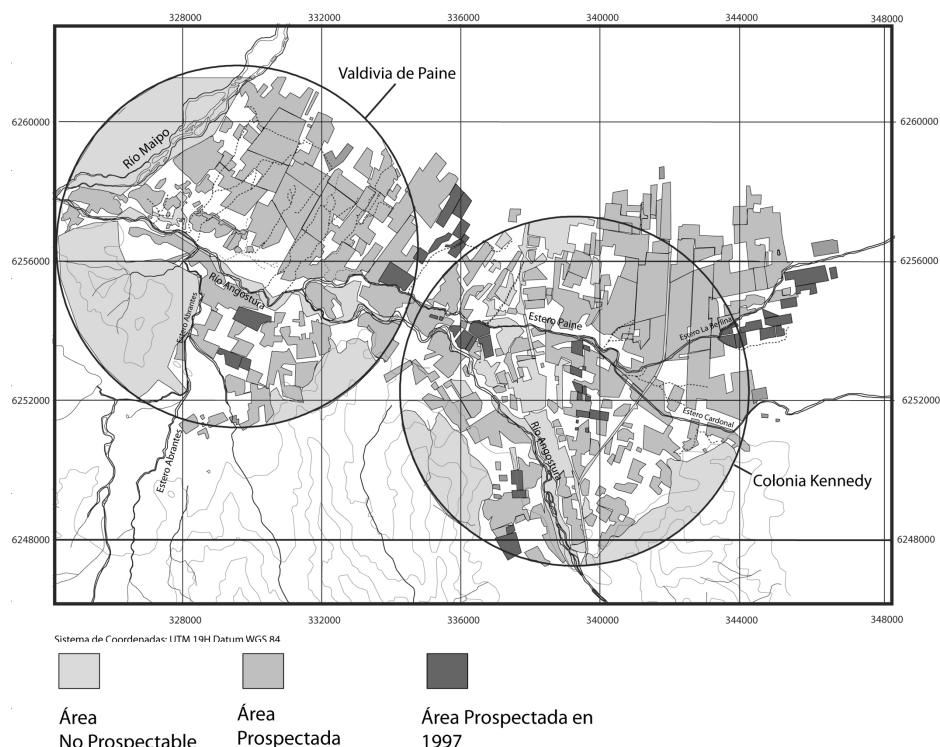 328000
332000
336000
340000
344000
348000
Valdivia de Paine
6260000
6260000
Río Maipo
6256000
6256000
Río Angostura
Estero Abrantes
Estero Paine
Estero La Berlina
6252000
6252000
Estero Cardonal
Río Angostura
Estero Abrantes
Colonia Kennedy
6248000
6248000
328000
332000
336000
340000
344000
348000
Sistema de Coordenadas: UTM 19H Datum WGS 84
Área
No Prospectable
Área
Prospectada
Área Prospectada en
1997